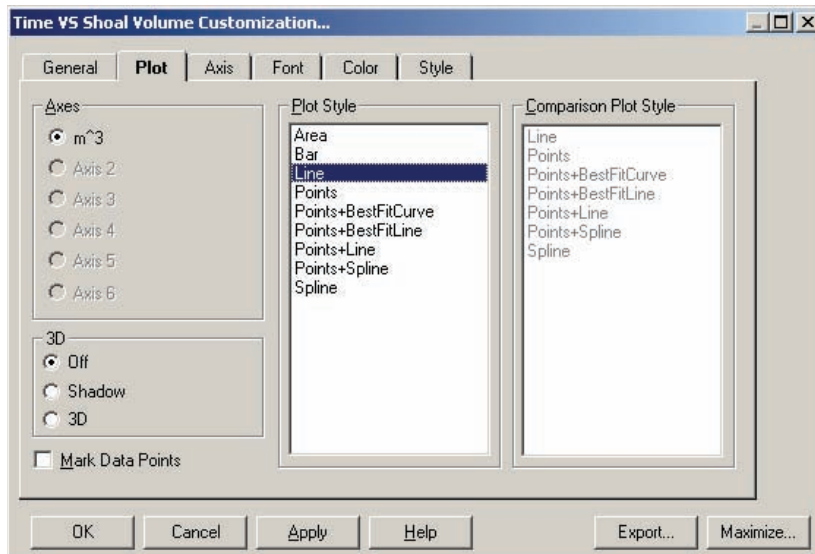 Time VS Shoal Volume Customization...
General
Plot
Axis
Font
Color
Style
Axes
m^3
Axis 2
Axis 3
Axis 4
Axis 5
Axis 6
3D
Off
Shadow
3D
Mark Data Points
Plot Style
Area
Bar
Line
Points
Points+BestFitCurve
Points+BestFitLine
Points+Line
Points+Spline
Spline
Comparison Plot Style
Line
Points
Points+BestFitCurve
Points+BestFitLine
Points+Line
Points+Spline
Spline
OK
Cancel
Apply
Help
Export...
Maximize...